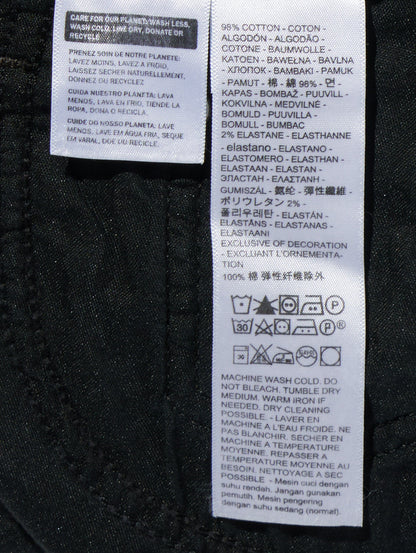 CARE FOR OUR PLANET: WASH LESS,
WASH COLD, LINE DRY, DONATE OR
RECYCLE
PRENEZ SOIN DE NOTRE PLANETE:
LAVEZ MOINS, LAVEZ A FROID,
LAISSEZ SECHER NATURELLEMENT,
DONNEZ OU RECYCLEZ.
CUIDA NUESTRO PLANETA: LAVA
MENOS, LAVA EN FRIO, TIENDE LA
ROPA, DONA O RECICLA.
CUIDE DO NOSSO PLANETA: LAVE
MENOS, LAVE EM ÁGUA FRIA, SEQUE
DOE OU RECICLE.
98% COTTON - COTON -
ALGODÓN - ALGODÃO -
COTONE - BAUMWOLLE -
KATOEN - BAWEŁNA - BAVLNA
- ХЛОПОК - BAMBAKI - PAMUK
- PAMUT - 棉 - 綿 98% - 면 -
KAPAS - BOMBAŽ - PUUVILLA -
KOKVILNA - MEDVILNĖ -
BOMULD - PUUVILLA -
BOMULL - BUMBAC
2% ELASTANE - ELASTHANNE
- elastano - ELASTANO -
ELASTOMERO - ELASTHAN -
ELASTAAN - ELASTAN -
ЭЛАСТАН - ΕΛΑΣΤΑΝΗ -
GUMISZÁL - 氨纶 - 彈性纖維 -
ポリウレタン 2% -
폴리우레탄 - ELASTAN -
ELASTĀNS - ELASTANAS -
ELASTAANI
EXCLUSIVE OF DECORATION
- EXCLUANT L'ORNEMENTA-
TION
100% 棉 弹性纤维除外
P
30 P
30
MACHINE WASH COLD. DO
NOT BLEACH. TUMBLE DRY
MEDIUM. WARM IRON IF
NEEDED. DRY CLEANING
POSSIBLE. - LAVER EN
MACHINE A L'EAU FROIDE. NE
PAS BLANCHIR. SECHER EN
MACHINE A TEMPERATURE
MOYENNE. REPASSER A
TEMPERATURE MOYENNE AU
BESOIN. NETTOYAGE A SEC
POSSIBLE - Mesin cuci dengan
suhu rendah. Jangan gunakan
pemutih. Mesin pengering
dengan suhu sedang (normal).